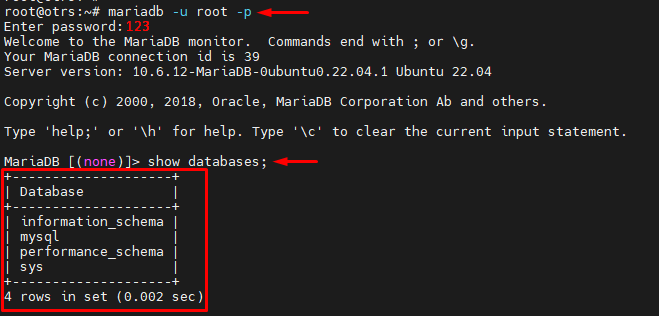 root@otrs:~# mariadb -u root -p
Enter password:123
Welcome to the MariaDB monitor.  Commands end with ; or \g.
Your MariaDB connection id is 39
Server version: 10.6.12-MariaDB-0ubuntu0.22.04.1 Ubuntu 22.04
Copyright (c) 2000, 2018, Oracle, MariaDB Corporation Ab and others.
Type 'help;' or '\h' for help. Type '\c' to clear the current input statement.
MariaDB [(none)]> show databases;
+--------------------+
| Database           |
+--------------------+
| information_schema |
| mysql              |
| performance_schema |
| sys                |
+--------------------+
4 rows in set (0.002 sec)